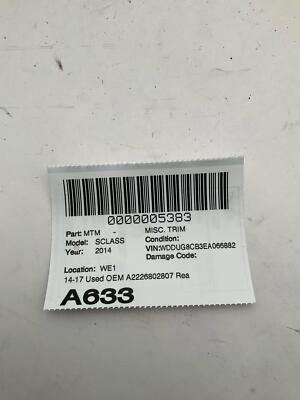 0000005383
Part: MTM - MISC. TRIM
Model: SCLASS Condition:
Year: 2014 VIN:WDDUG8CB3EA066882
Damage Code:
Location: WE1
14-17 Used OEM A2226802807 Rea
A633